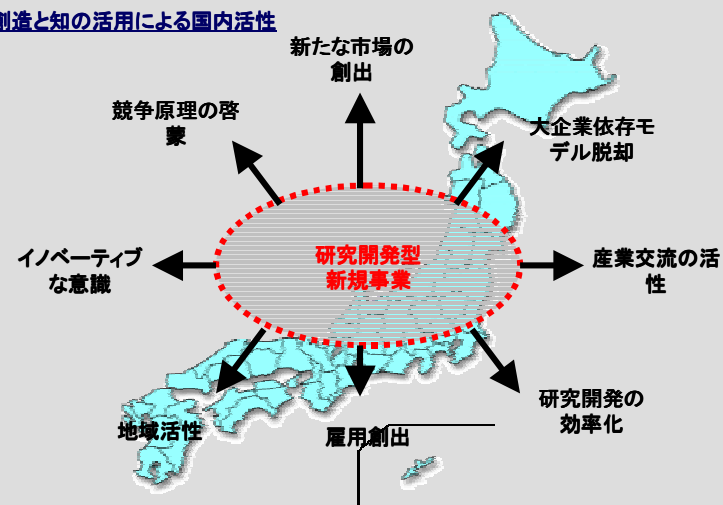 創造と知の活用による国内活性
新たな市場の
創出
競争原理の啓
蒙
大企業依存モ
デル脱却
イノベーティブ
な意識
研究開発型
新規事業
産業交流の活
性
研究開発の
効率化
地域活性
雇用創出